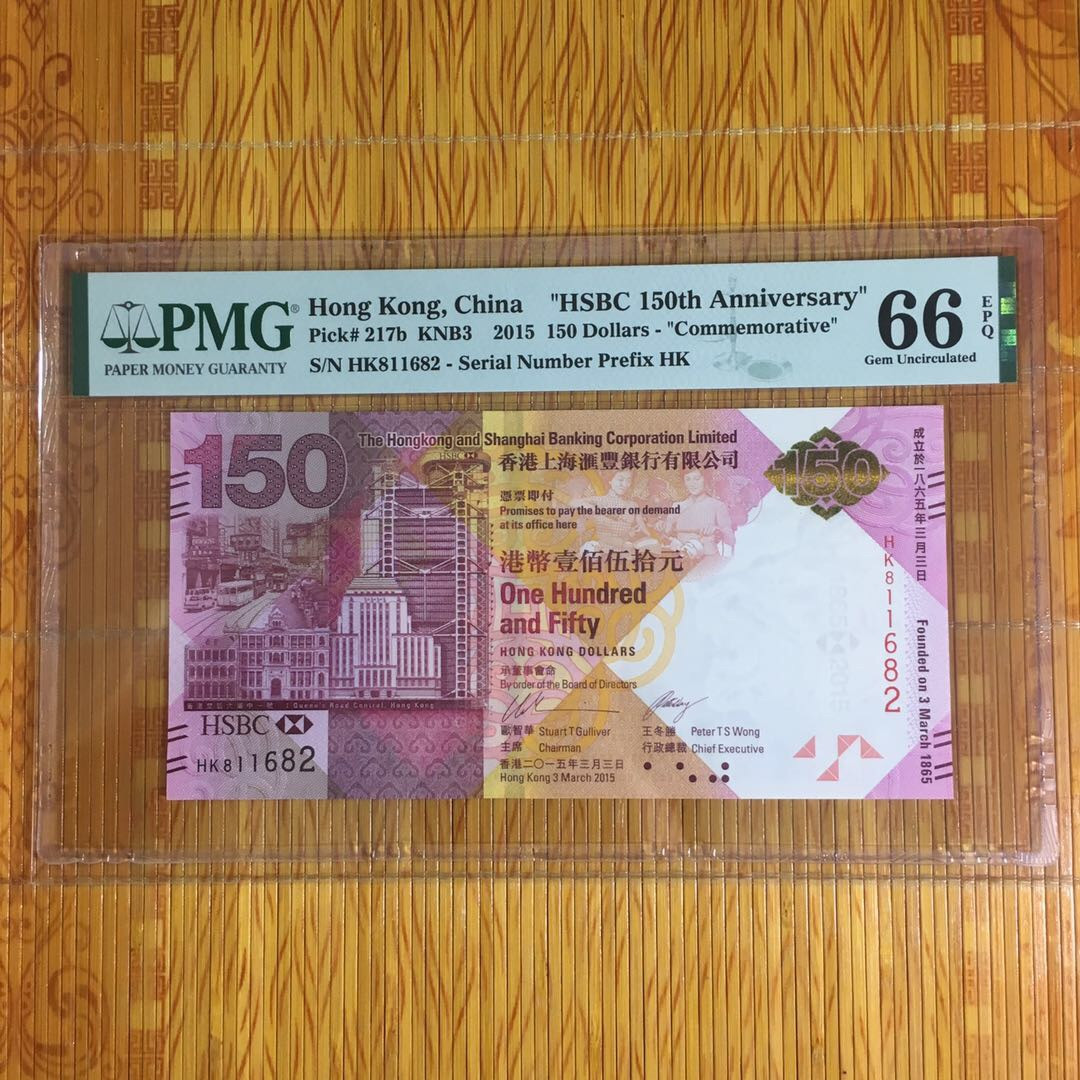 PMG®
PAPER MONEY GUARANTY
Hong Kong, China "HSBC 150th Anniversary"
Pick# 217b KNB3 2015 150 Dollars - "Commemorative"
S/N HK811682 - Serial Number Prefix HK
66
EPQ
Gem Uncirculated
150
The Hongkong and Shanghai Banking Corporation Limited
HSBC
香港上海滙豐銀行有限公司
憑票即付
Promises to pay the bearer on demand
at its office here
港幣壹佰伍拾元
One Hundred
and Fifty
HONG KONG DOLLARS
承董事會命
By order of the Board of Directors
歐智華 Stuart T Gulliver
主席 Chairman
王冬勝 Peter T S Wong
行政總裁 Chief Executive
香港二〇一五年三月三日
Hong Kong 3 March 2015
1 Queen's Road Central, Hong Kong
HSBC
HK811682
150
成立於一八六五年三月三日
Founded on 3 March 1865
HK811682